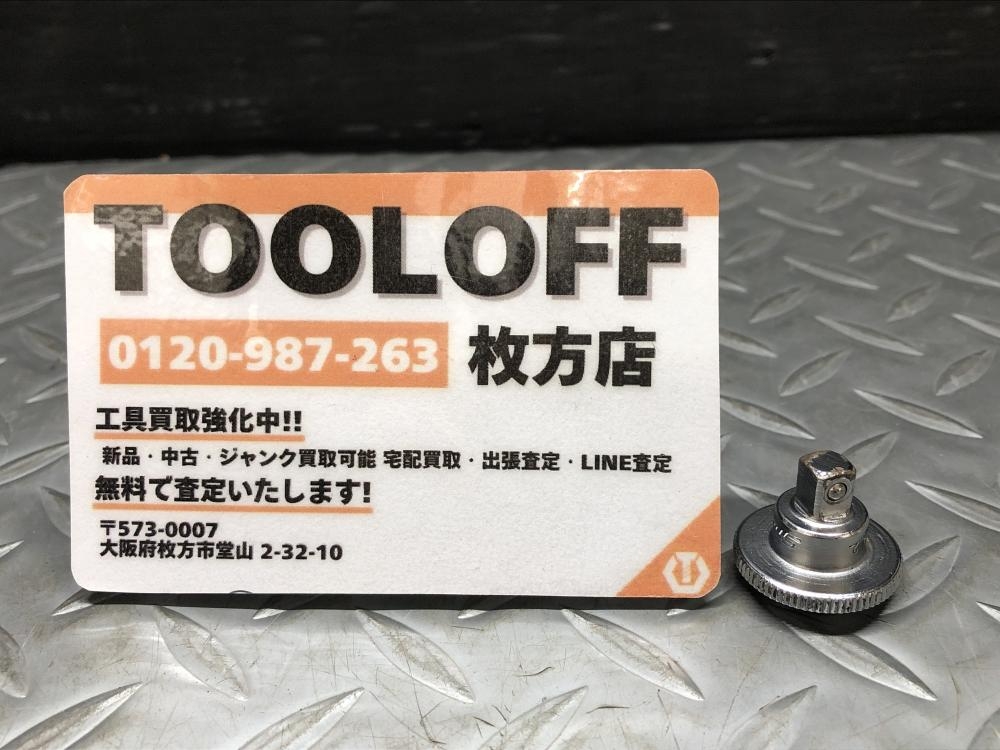 TOOLOFF
0120-987-263 枚方店
工具買取強化中!!
新品・中古・ジャンク買取可能 宅配買取・出張査定・LINE査定
無料で査定いたします!
〒573-0007
大阪府枚方市堂山 2-32-10